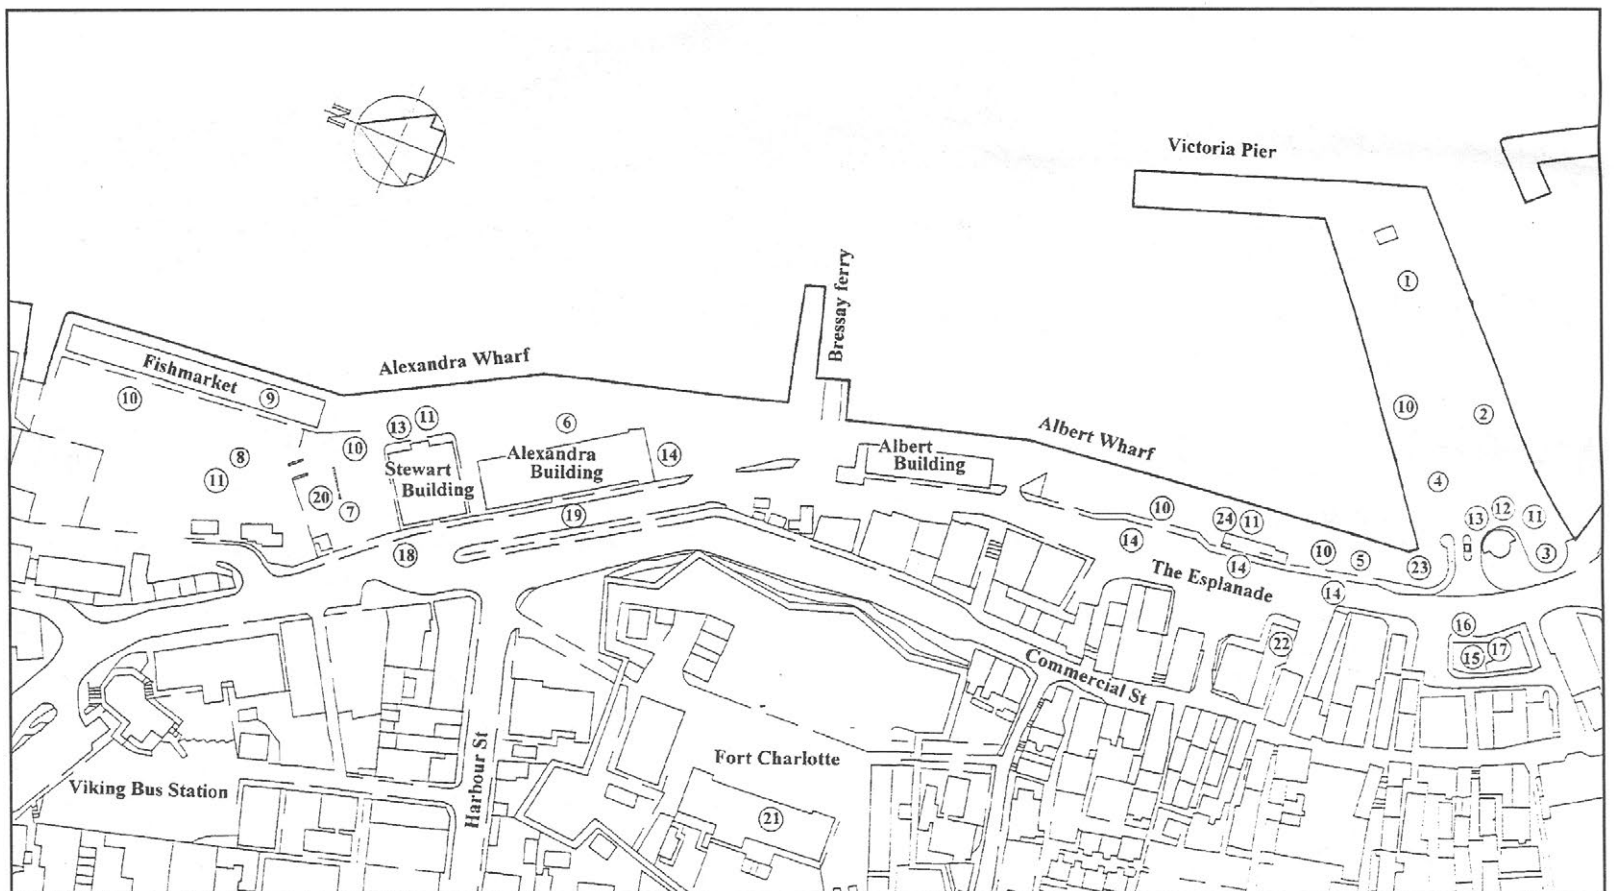 N
Victoria Pier
1
Bressay ferry
Alexandra Wharf
Fishmarket
9
10
2
10
13
11
6
Albert Wharf
8
10
Stewart
Building
Alexandra
Building
14
Albert
Building
11
20
7
4
19
18
10
24
11
13
12
11
14
10
5
23
3
14
The Esplanade
14
16
22
15
17
Commercial St
Harbour St
Fort Charlotte
Viking Bus Station
21